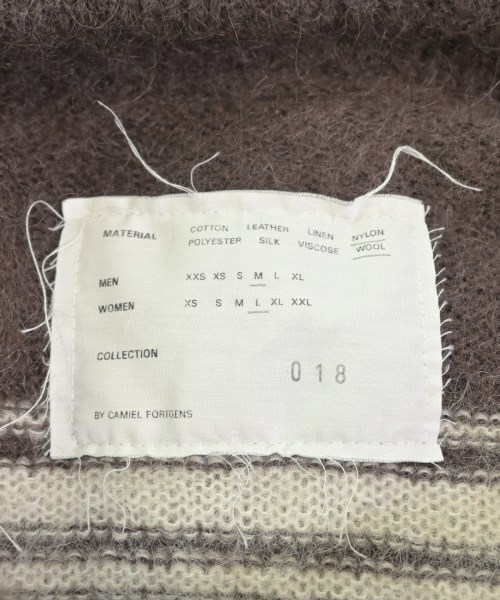 MATERIAL COTTON LEATHER LINEN NYLON
POLYESTER SILK VISCOSE WOOL
MEN XXS XS S M L XL
WOMEN XS S M L XL XXL
COLLECTION 018
BY CAMIEL FORTGENS